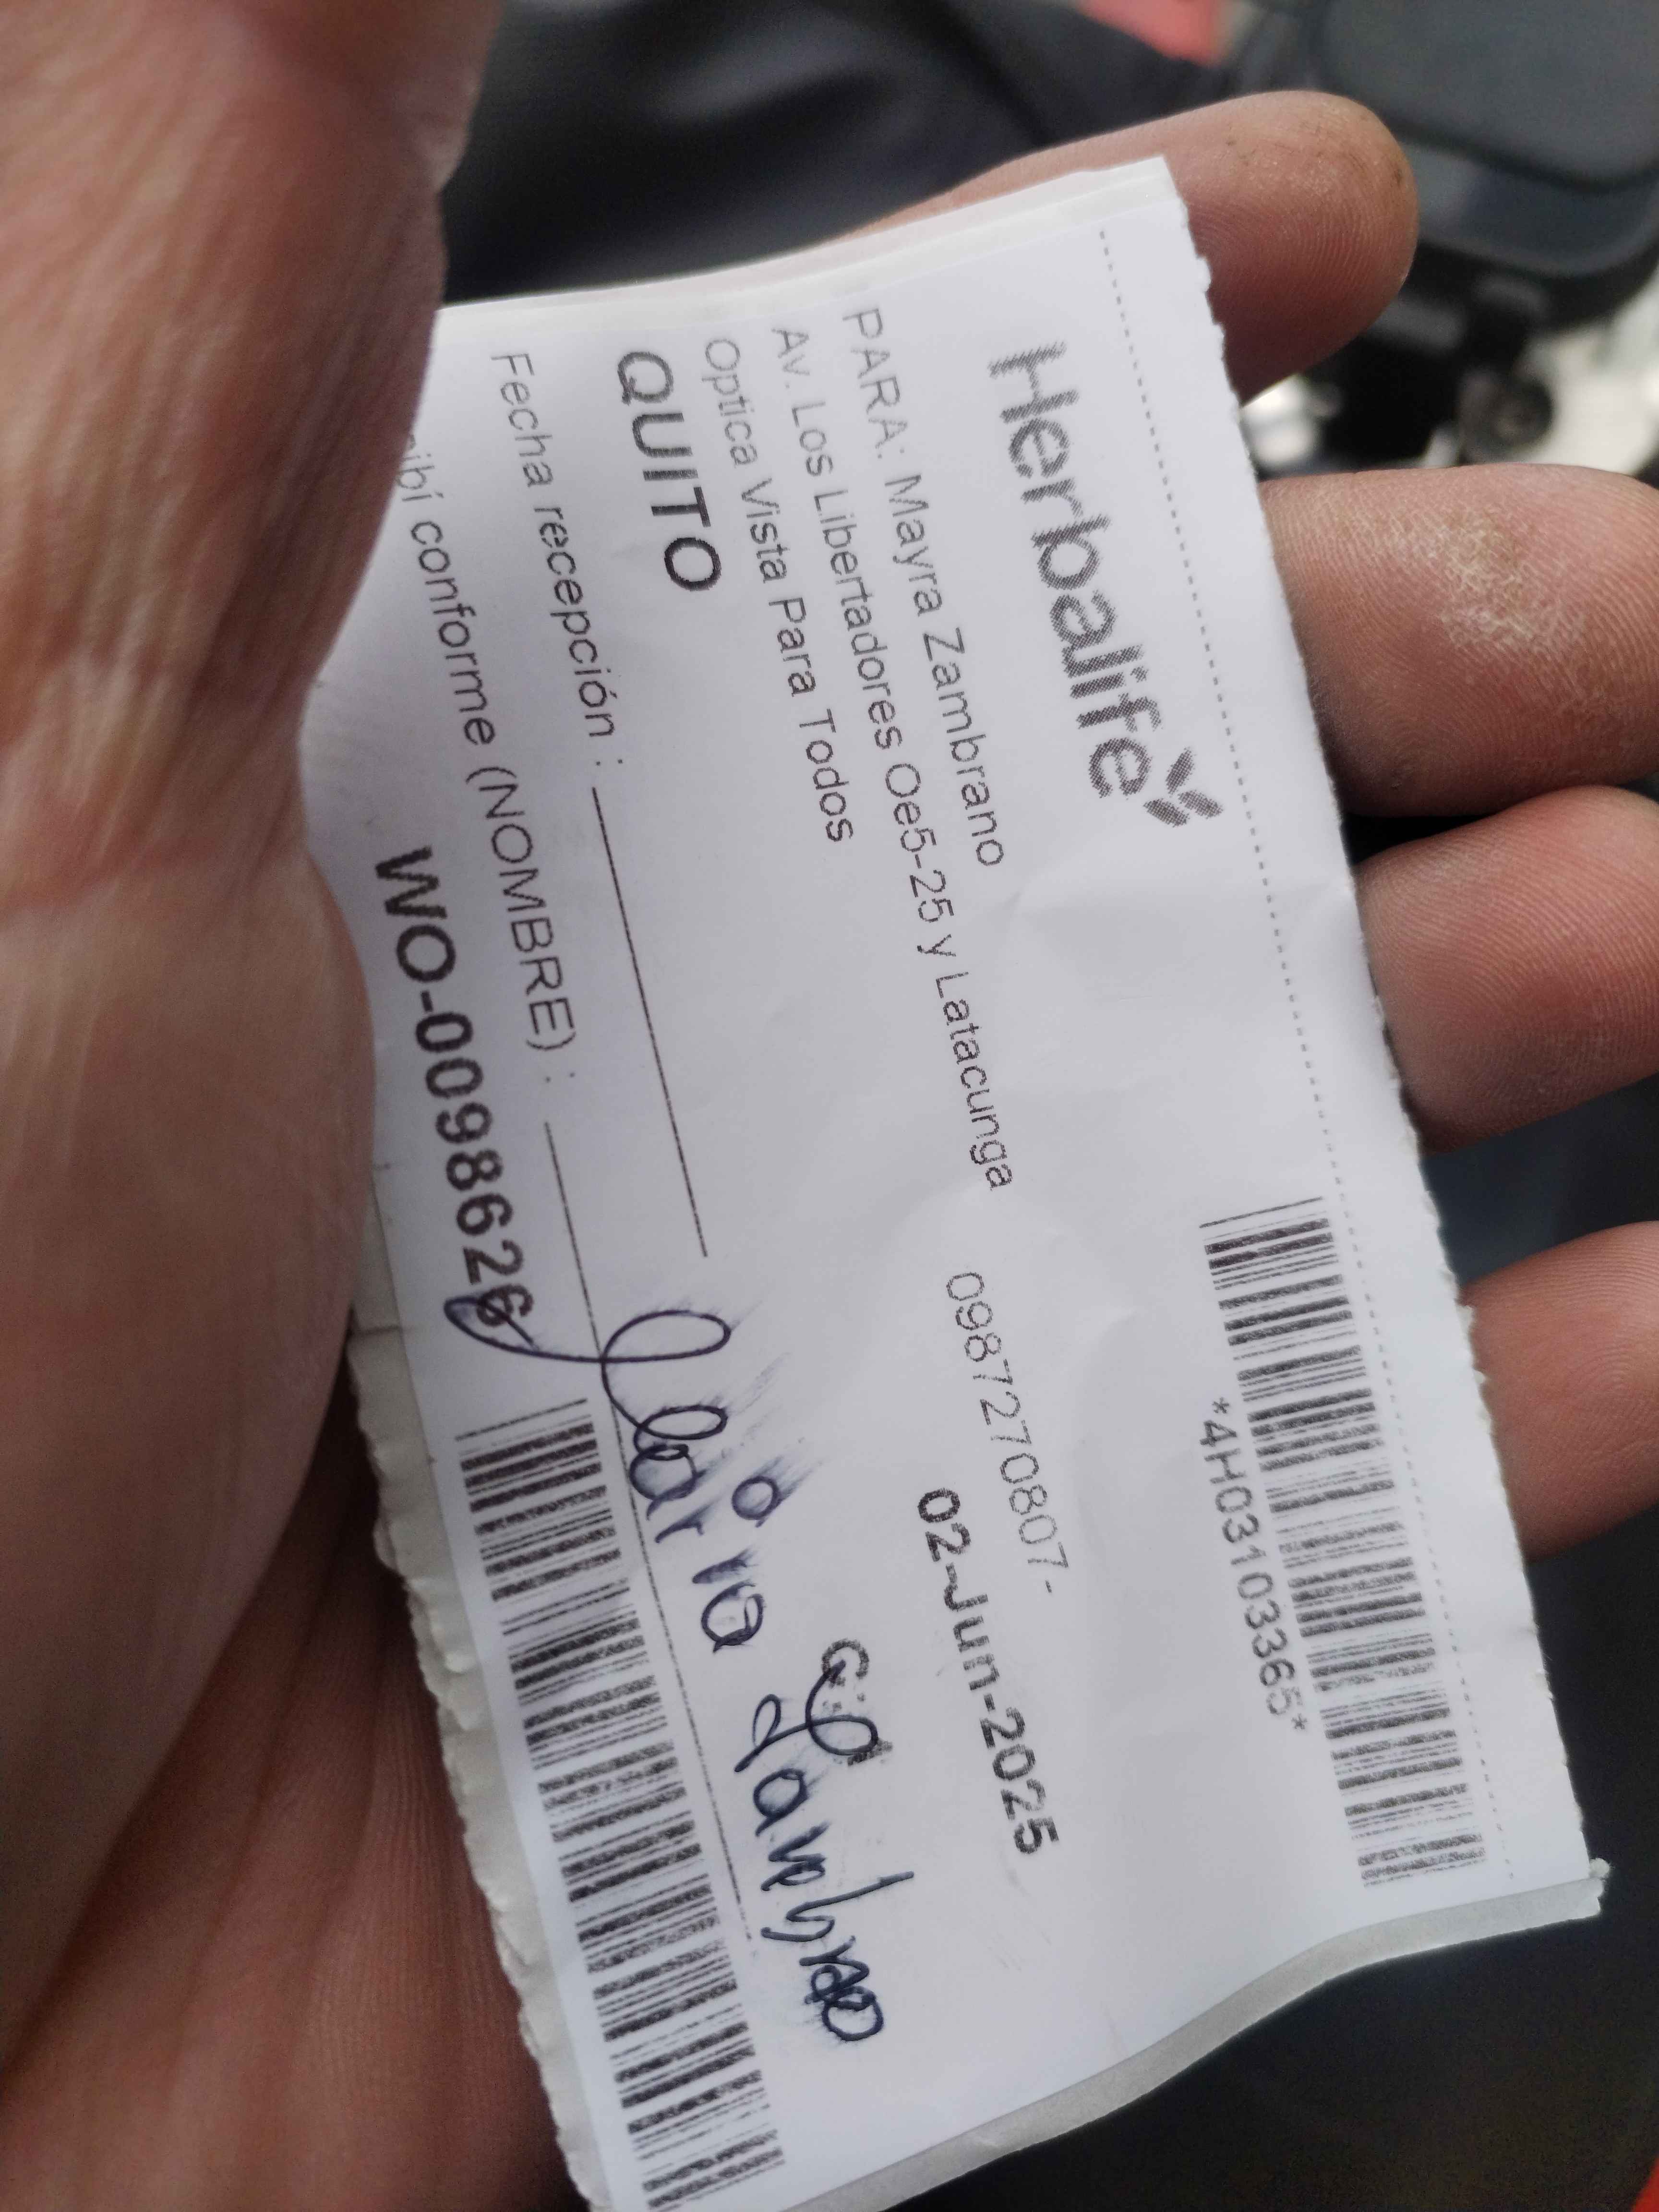 *4H03103365*
Herbalife
PARA: Mayra Zambrano 0987270807-
Av. Los Libertadores Oe5-25 y Latacunga
Optica Vista Para Todos 02-Jun-2025
QUITO
Fecha recepción :
ibí conforme (NOMBRE) :
WO-0098626